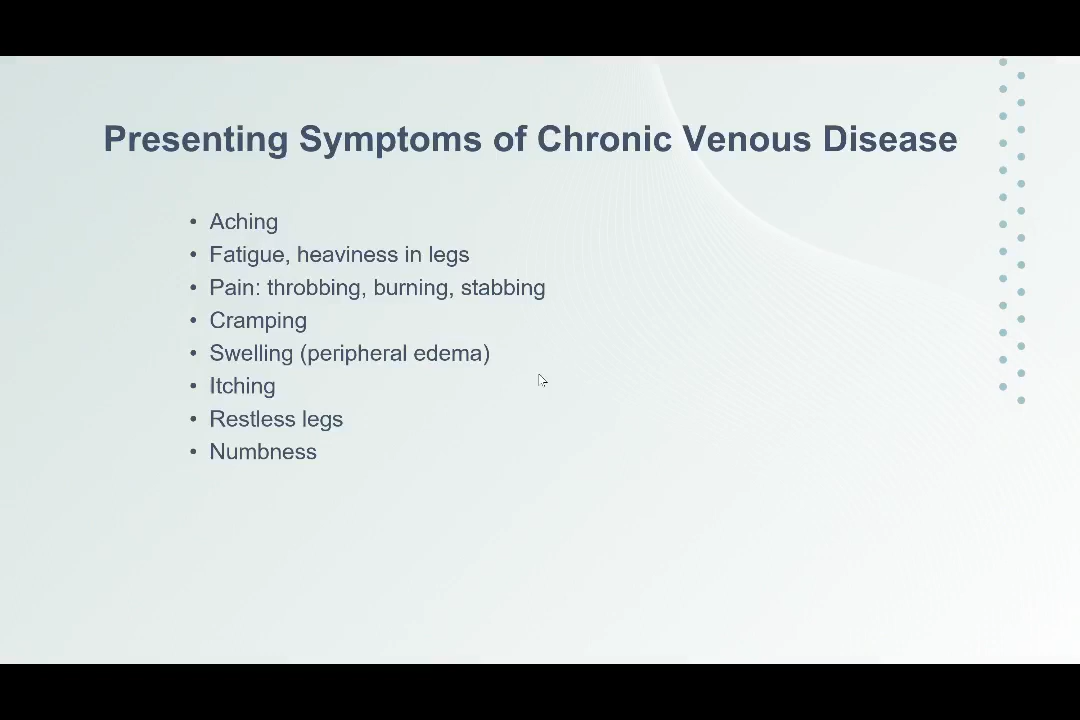 Presenting Symptoms of Chronic Venous Disease
• Aching
• Fatigue, heaviness in legs
• Pain: throbbing, burning, stabbing
• Cramping
• Swelling (peripheral edema)
• Itching
• Restless legs
• Numbness